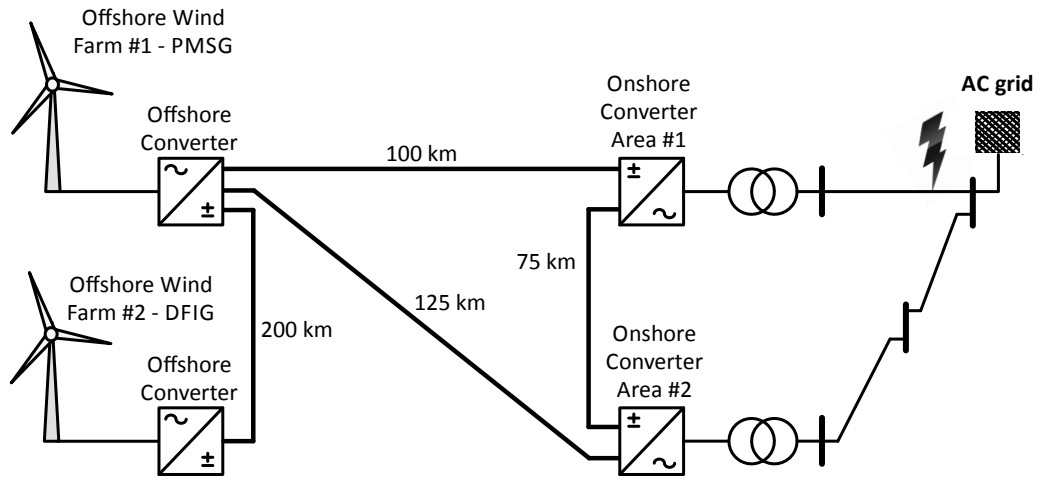 Offshore Wind
Farm #1 - PMSG
Offshore
Converter
100 km
Onshore
Converter
Area #1
AC grid
~
±
±
~
75 km
125 km
Offshore Wind
Farm #2 - DFIG
200 km
Offshore
Converter
Onshore
Converter
Area #2
~
±
±
~